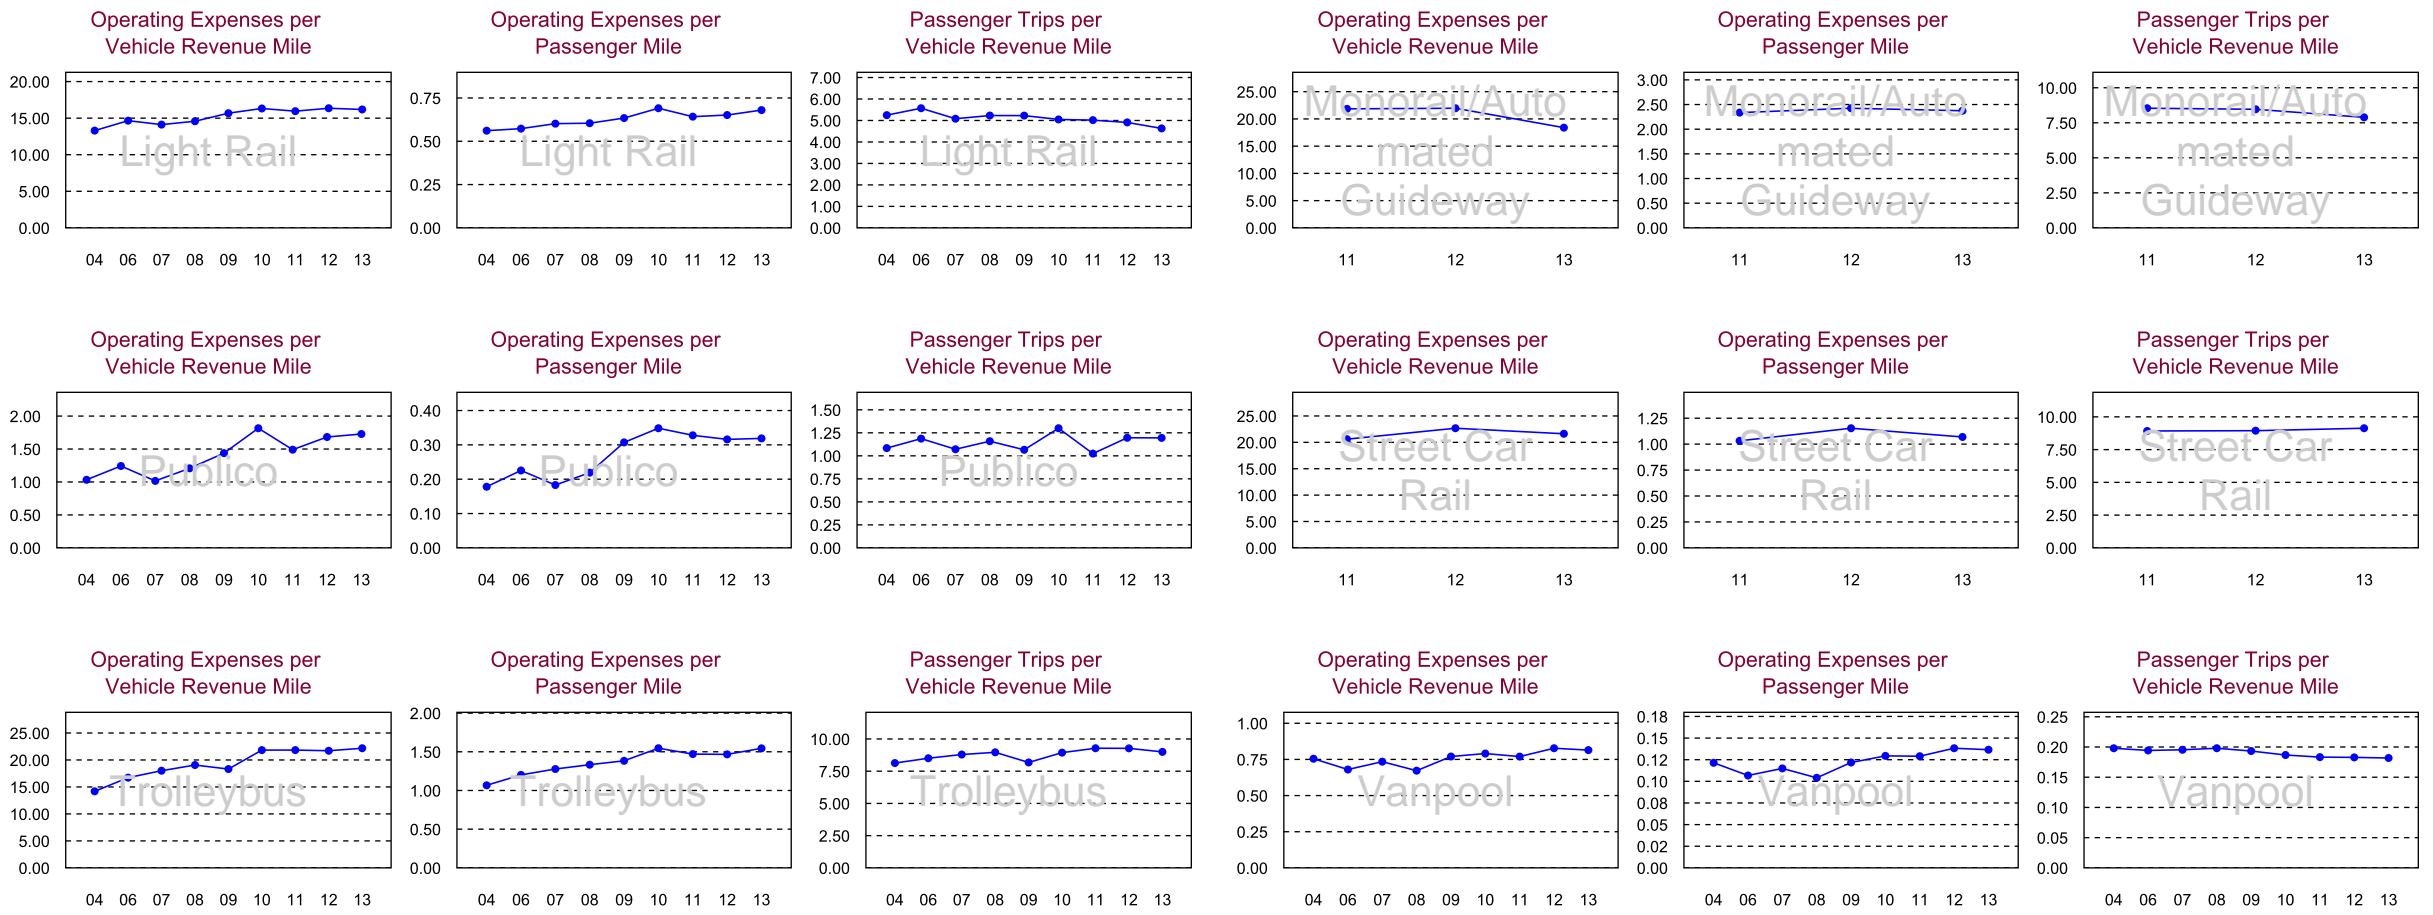 Operating Expenses per
Vehicle Revenue Mile
20.00
15.00
10.00
5.00
0.00
Light Rail
04 06 07 08 09 10 11 12 13
Operating Expenses per
Passenger Mile
0.75
0.50
0.25
0.00
Light Rail
04 06 07 08 09 10 11 12 13
Passenger Trips per
Vehicle Revenue Mile
7.00
6.00
5.00
4.00
3.00
2.00
1.00
0.00
Light Rail
04 06 07 08 09 10 11 12 13
Operating Expenses per
Vehicle Revenue Mile
25.00
20.00
15.00
10.00
5.00
0.00
Monorail/Auto
mated
Guideway
11 12 13
Operating Expenses per
Passenger Mile
3.00
2.50
2.00
1.50
1.00
0.50
0.00
Monorail/Auto
mated
Guideway
11 12 13
Passenger Trips per
Vehicle Revenue Mile
10.00
7.50
5.00
2.50
0.00
Monorail/Auto
mated
Guideway
11 12 13
Operating Expenses per
Vehicle Revenue Mile
2.00
1.50
1.00
0.50
0.00
Publico
04 06 07 08 09 10 11 12 13
Operating Expenses per
Passenger Mile
0.40
0.30
0.20
0.10
0.00
Publico
04 06 07 08 09 10 11 12 13
Passenger Trips per
Vehicle Revenue Mile
1.50
1.25
1.00
0.75
0.50
0.25
0.00
Publico
04 06 07 08 09 10 11 12 13
Operating Expenses per
Vehicle Revenue Mile
25.00
20.00
15.00
10.00
5.00
0.00
Street Car
Rail
11 12 13
Operating Expenses per
Passenger Mile
1.25
1.00
0.75
0.50
0.25
0.00
Street Car
Rail
11 12 13
Passenger Trips per
Vehicle Revenue Mile
10.00
7.50
5.00
2.50
0.00
Street Car
Rail
11 12 13
Operating Expenses per
Vehicle Revenue Mile
25.00
20.00
15.00
10.00
5.00
0.00
Trolleybus
04 06 07 08 09 10 11 12 13
Operating Expenses per
Passenger Mile
2.00
1.50
1.00
0.50
0.00
Trolleybus
04 06 07 08 09 10 11 12 13
Passenger Trips per
Vehicle Revenue Mile
10.00
7.50
5.00
2.50
0.00
Trolleybus
04 06 07 08 09 10 11 12 13
Operating Expenses per
Vehicle Revenue Mile
1.00
0.75
0.50
0.25
0.00
Vanpool
04 06 07 08 09 10 11 12 13
Operating Expenses per
Passenger Mile
0.18
0.15
0.12
0.10
0.08
0.05
0.02
0.00
Vanpool
04 06 07 08 09 10 11 12 13
Passenger Trips per
Vehicle Revenue Mile
0.25
0.20
0.15
0.10
0.05
0.00
Vanpool
04 06 07 08 09 10 11 12 13